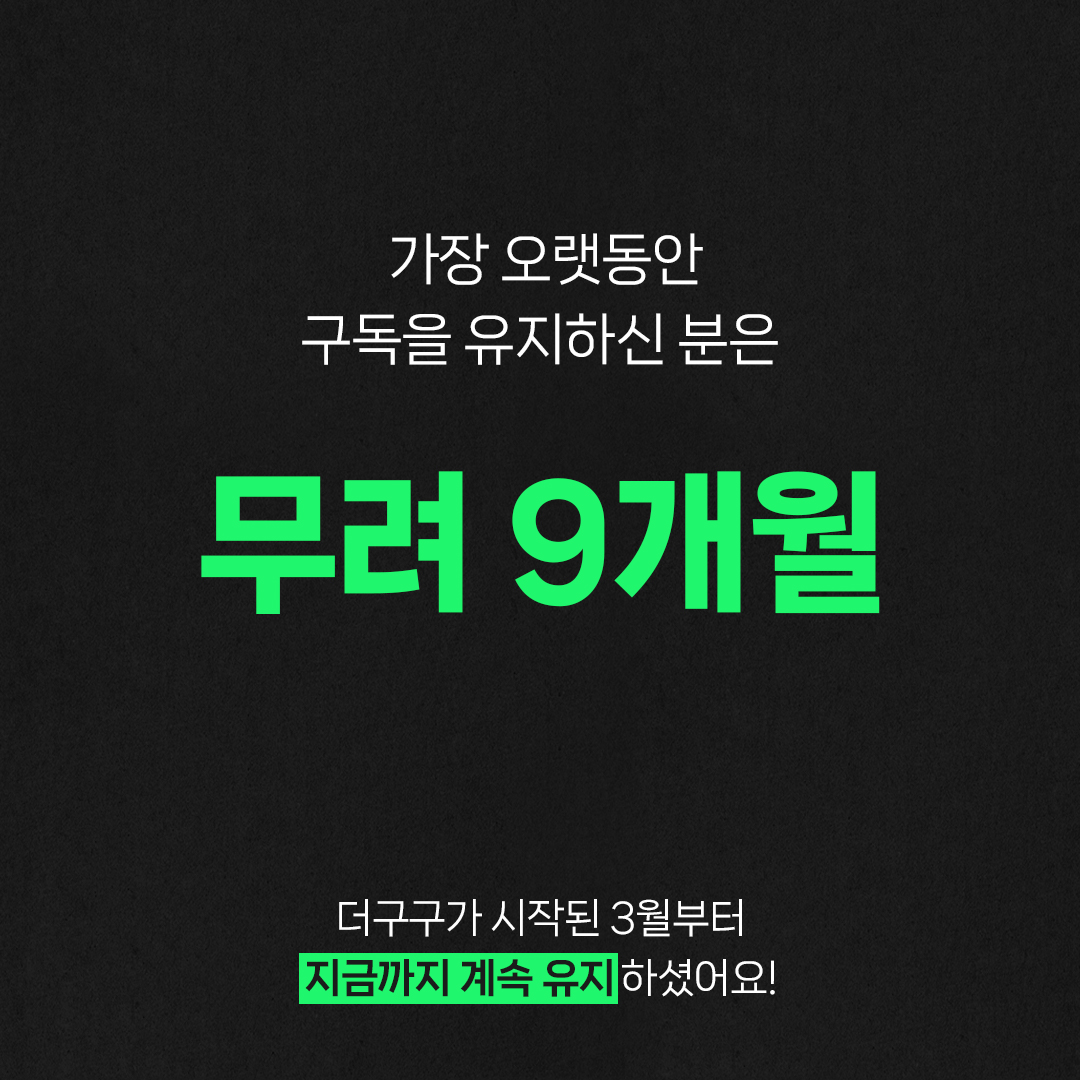 가장 오랫동안
구독을 유지하신 분은
무려 9개월
더구구가 시작된 3월부터
지금까지 계속 유지하셨어요!